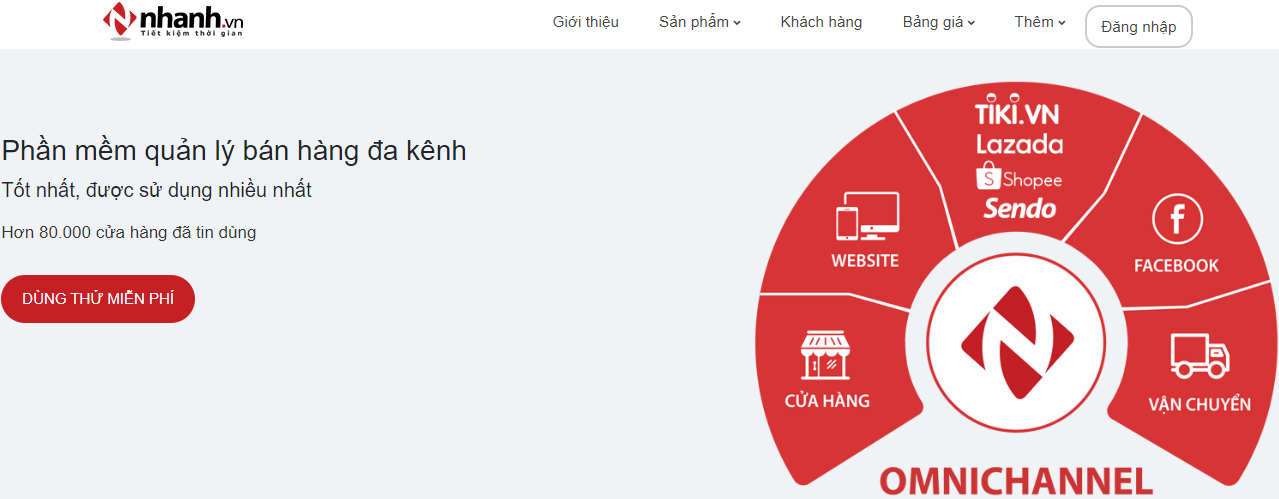 nhanh.vn
Tiết kiệm thời gian
Giới thiệu
Sản phẩm
Khách hàng
Bảng giá
Thêm
Đăng nhập
Phần mềm quản lý bán hàng đa kênh
Tốt nhất, được sử dụng nhiều nhất
Hơn 80.000 cửa hàng đã tin dùng
DÙNG THỬ MIỄN PHÍ
TIKI.VN
Lazada
S Shopee
Sendo
WEBSITE
f
FACEBOOK
CỬA HÀNG
VẬN CHUYỂN
OMNICHANNEL